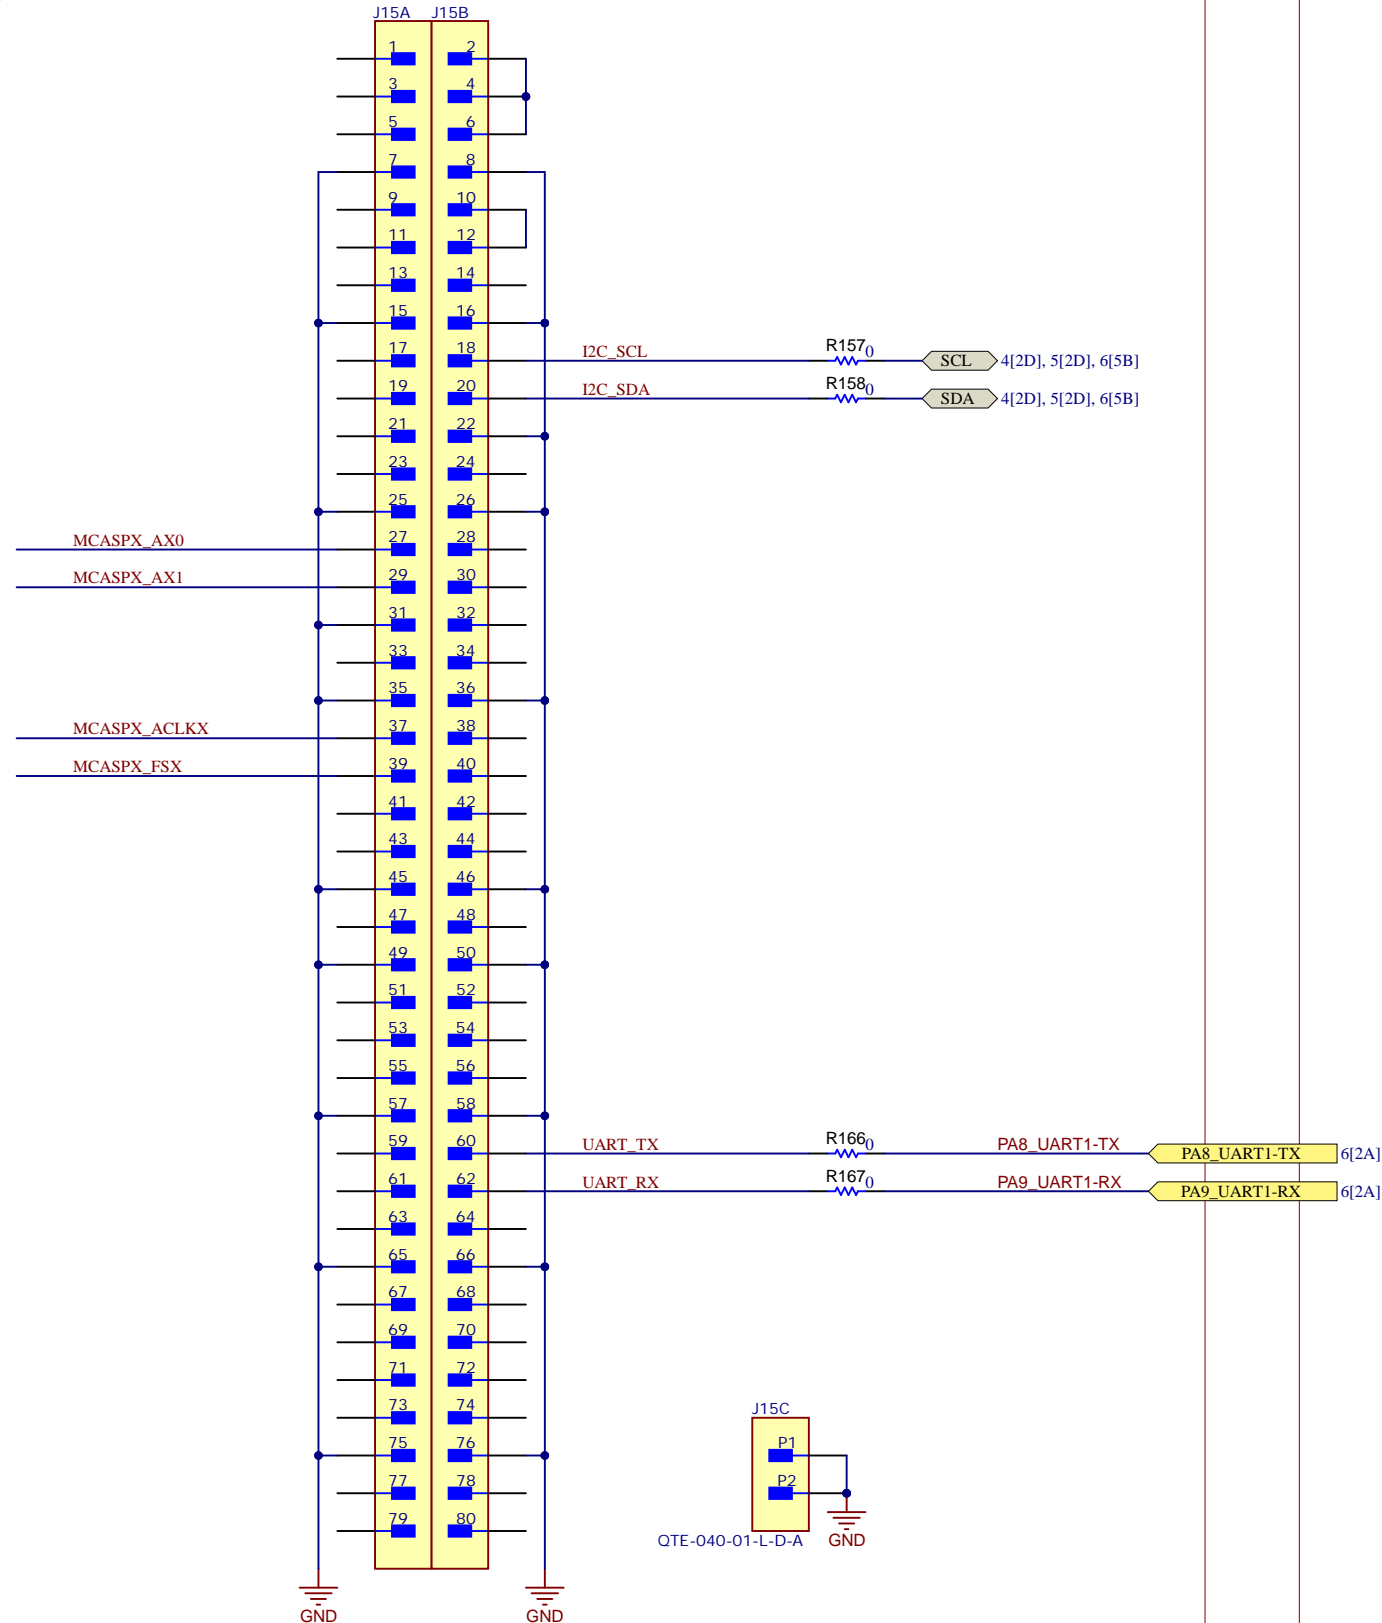 J15A J15B
1 2
3 4
5 6
7 8
9 10
11 12
13 14
15 16
17 18 I2C_SCL R157 0 SCL 4[2D], 5[2D], 6[5B]
19 20 I2C_SDA R158 0 SDA 4[2D], 5[2D], 6[5B]
21 22
23 24
25 26
MCASPX_AX0 27 28
MCASPX_AX1 29 30
31 32
33 34
35 36
MCASPX_ACLKX 37 38
MCASPX_FSX 39 40
41 42
43 44
45 46
47 48
49 50
51 52
53 54
55 56
57 58
59 60 UART_TX R166 0 PA8_UART1-TX PA8_UART1-TX 6[2A]
61 62 UART_RX R167 0 PA9_UART1-RX PA9_UART1-RX 6[2A]
63 64
65 66
67 68
69 70
71 72
73 74 J15C
75 76 P1
77 78 P2
79 80 QTE-040-01-L-D-A GND
GND GND